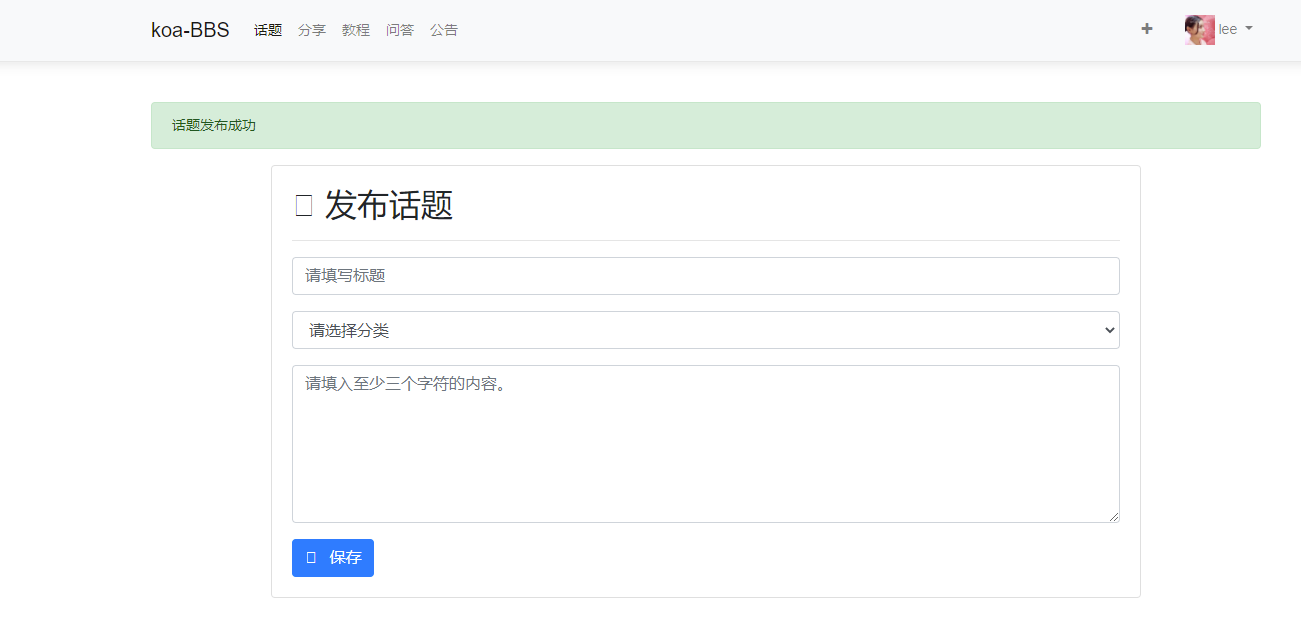 koa-BBS 话题 分享 教程 问答 公告 lee
话题发布成功
发布话题
请填写标题
请选择分类
请填入至少三个字符的内容。
保存